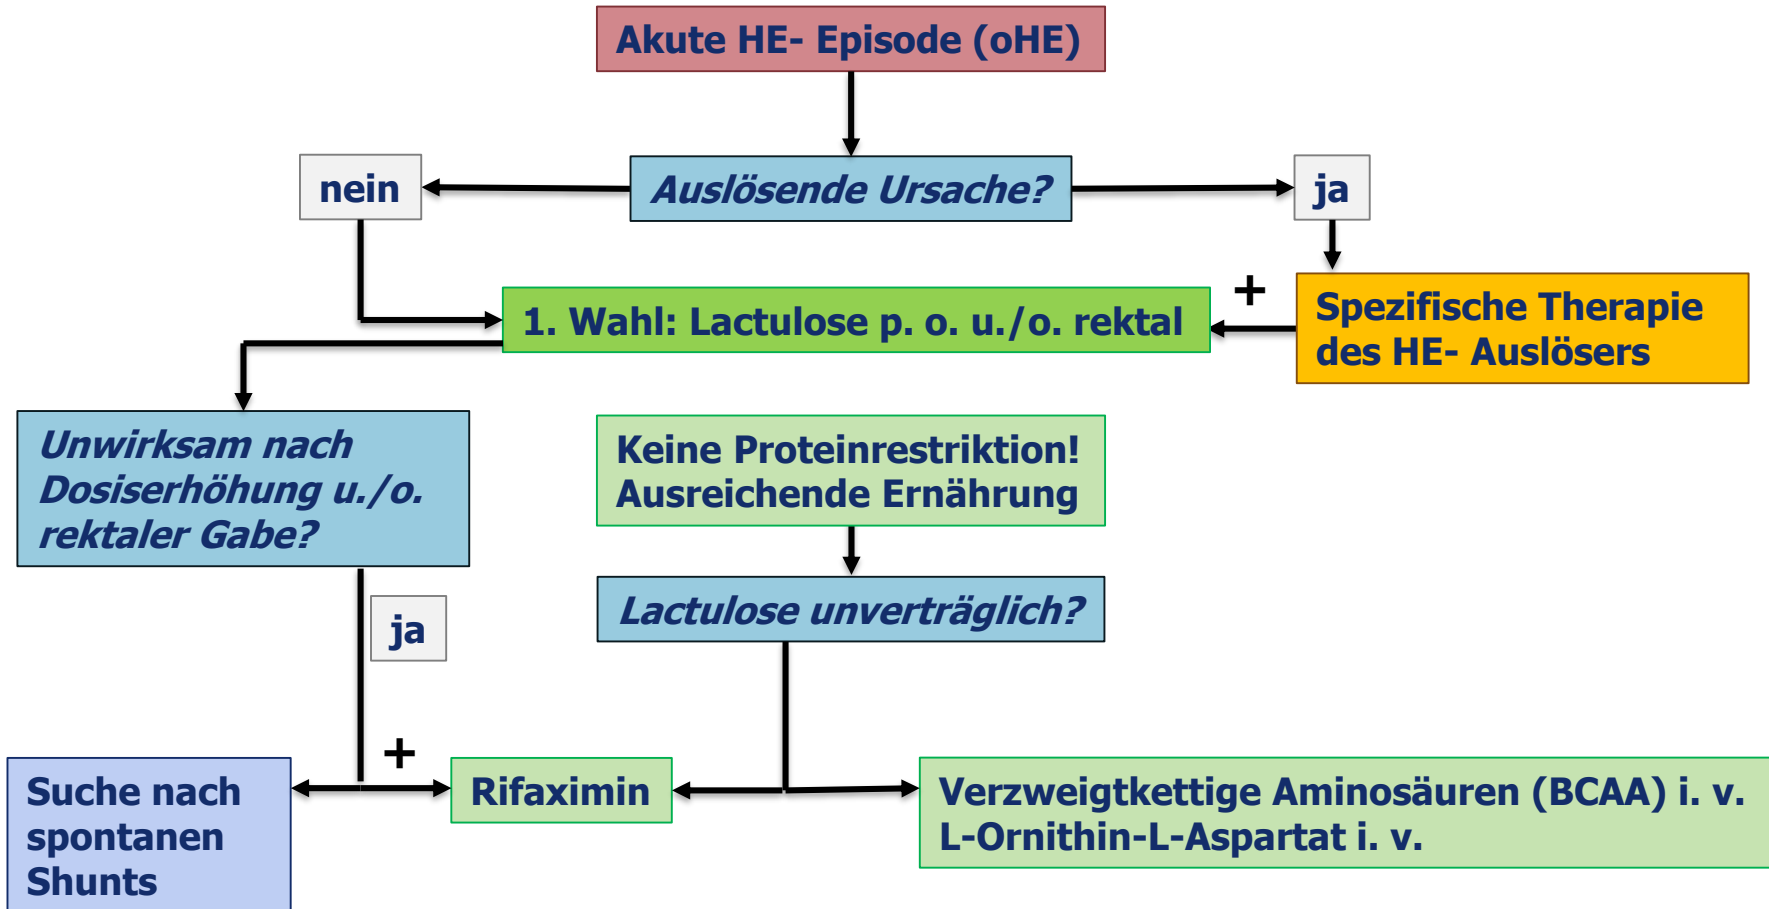 Akute HE- Episode (oHE)
nein
Auslösende Ursache?
ja
+
1. Wahl: Lactulose p. o. u./o. rektal
Spezifische Therapie
des HE- Auslösers
Unwirksam nach
Dosiserhöhung u./o.
rektaler Gabe?
Keine Proteinrestriktion!
Ausreichende Ernährung
Lactulose unverträglich?
ja
+
Suche nach
spontanen
Shunts
Rifaximin
Verzweigtkettige Aminosäuren (BCAA) i. v.
L-Ornithin-L-Aspartat i. v.